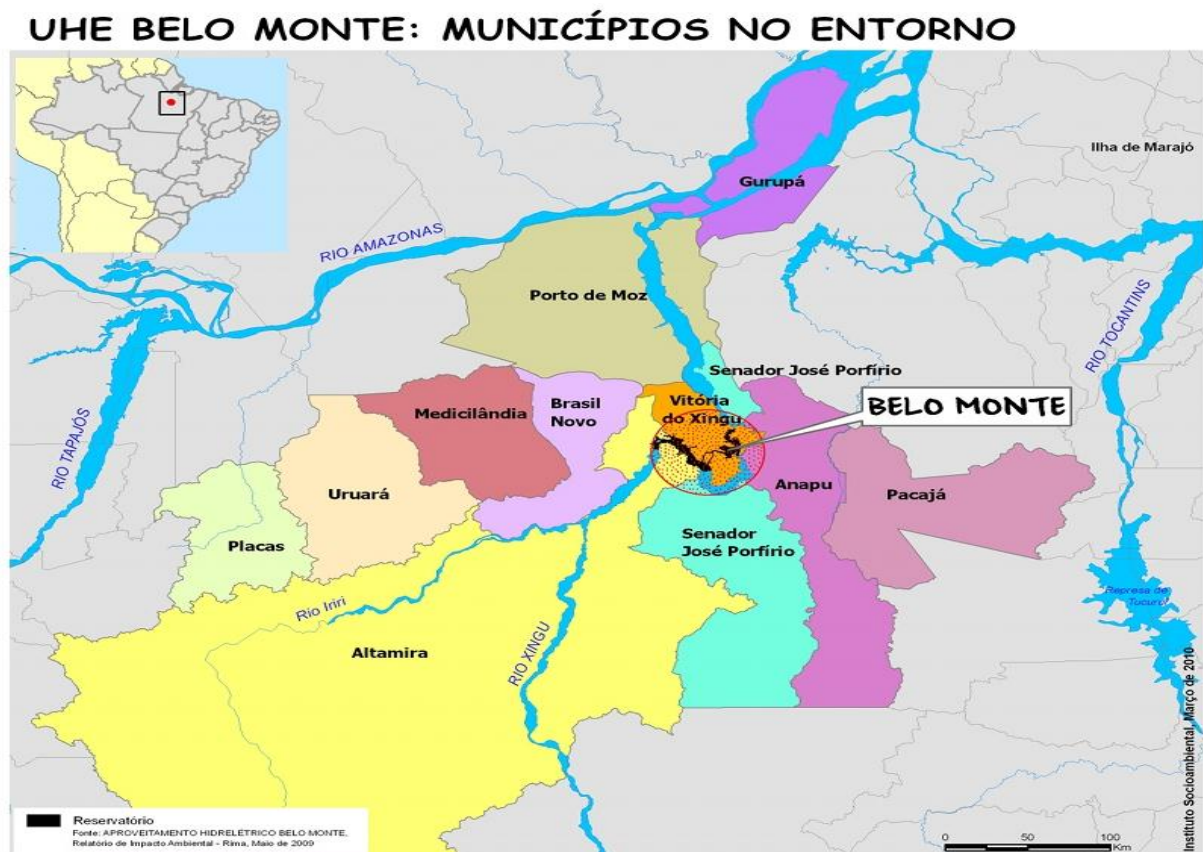 UHE BELO MONTE: MUNICÍPIOS NO ENTORNO
Ilha de Marajó
Gurupá
RIO AMAZONAS
Porto de Moz
RIO TOCANTINS
Senador José Porfírio
RIO TAPAJÓS
Medicilândia
Brasil
Novo
Vitória
do Xingu
BELO MONTE
Uruará
Anapu
Pacajá
Placas
Senador
José Porfírio
Represa de
Tucuruí
Rio Iriri
Altamira
RIO XINGU
Instituto Socioambiental, Março de 2010
Reservatório
Fonte: APROVEITAMENTO HIDRELÉTRICO BELO MONTE,
Relatório de Impacto Ambiental - Rima, Maio de 2009
0 50 100
Km